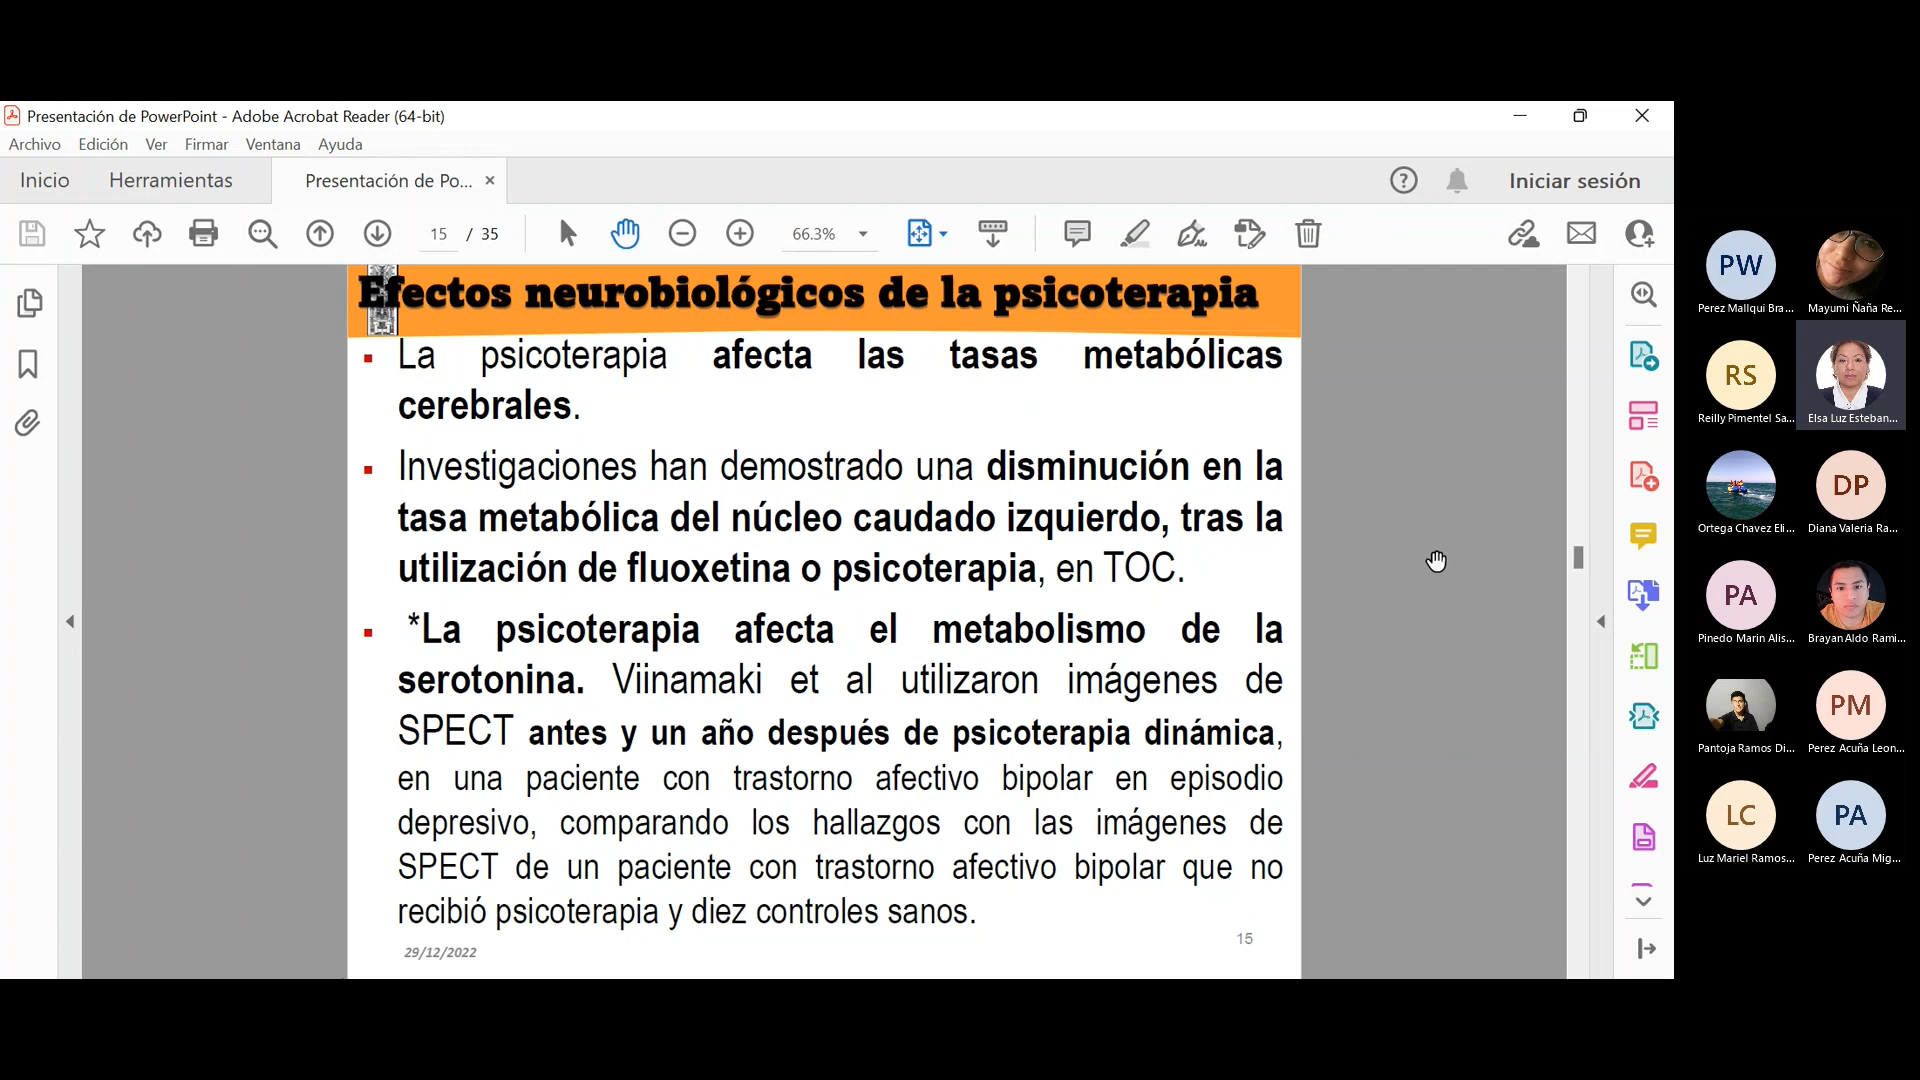 Presentación de PowerPoint - Adobe Acrobat Reader (64-bit)
Archivo Edición Ver Firmar Ventana Ayuda
Inicio Herramientas Presentación de Po... × Iniciar sesión
15 / 35 66.3%
Efectos neurobiológicos de la psicoterapia
▪ La psicoterapia afecta las tasas metabólicas
cerebrales.
▪ Investigaciones han demostrado una disminución en la
tasa metabólica del núcleo caudado izquierdo, tras la
utilización de fluoxetina o psicoterapia, en TOC.
▪ *La psicoterapia afecta el metabolismo de la
serotonina. Viinamaki et al utilizaron imágenes de
SPECT antes y un año después de psicoterapia dinámica,
en una paciente con trastorno afectivo bipolar en episodio
depresivo, comparando los hallazgos con las imágenes de
SPECT de un paciente con trastorno afectivo bipolar que no
recibió psicoterapia y diez controles sanos.
29/12/2022
15
PW
Perez Mallqui Bra... Mayumi Ñaña Re...
RS
Reilly Pimentel Sa... Elsa Luz Esteban...
DP
Ortega Chavez Eli... Diana Valeria Ra...
PA
Pinedo Marin Alis... Brayan Aldo Rami...
PM
Pantoja Ramos Di... Perez Acuña Leon...
LC PA
Luz Mariel Ramos... Perez Acuña Mig...